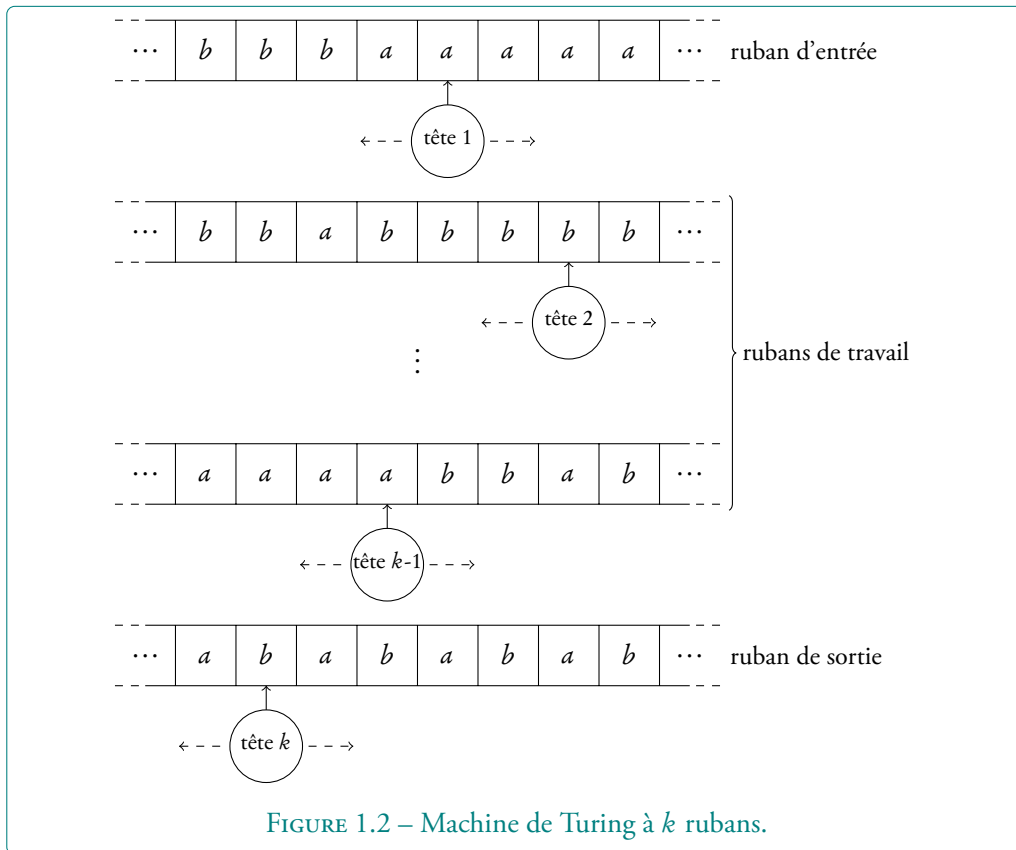 ··· b b b a a a a a ··· ruban d'entrée
tête 1
··· b b a b b b b b ···
tête 2
⋮
rubans de travail
··· a a a a b b a b ···
tête k-1
··· a b a b a b a b ··· ruban de sortie
tête k
FIGURE 1.2 – Machine de Turing à k rubans.